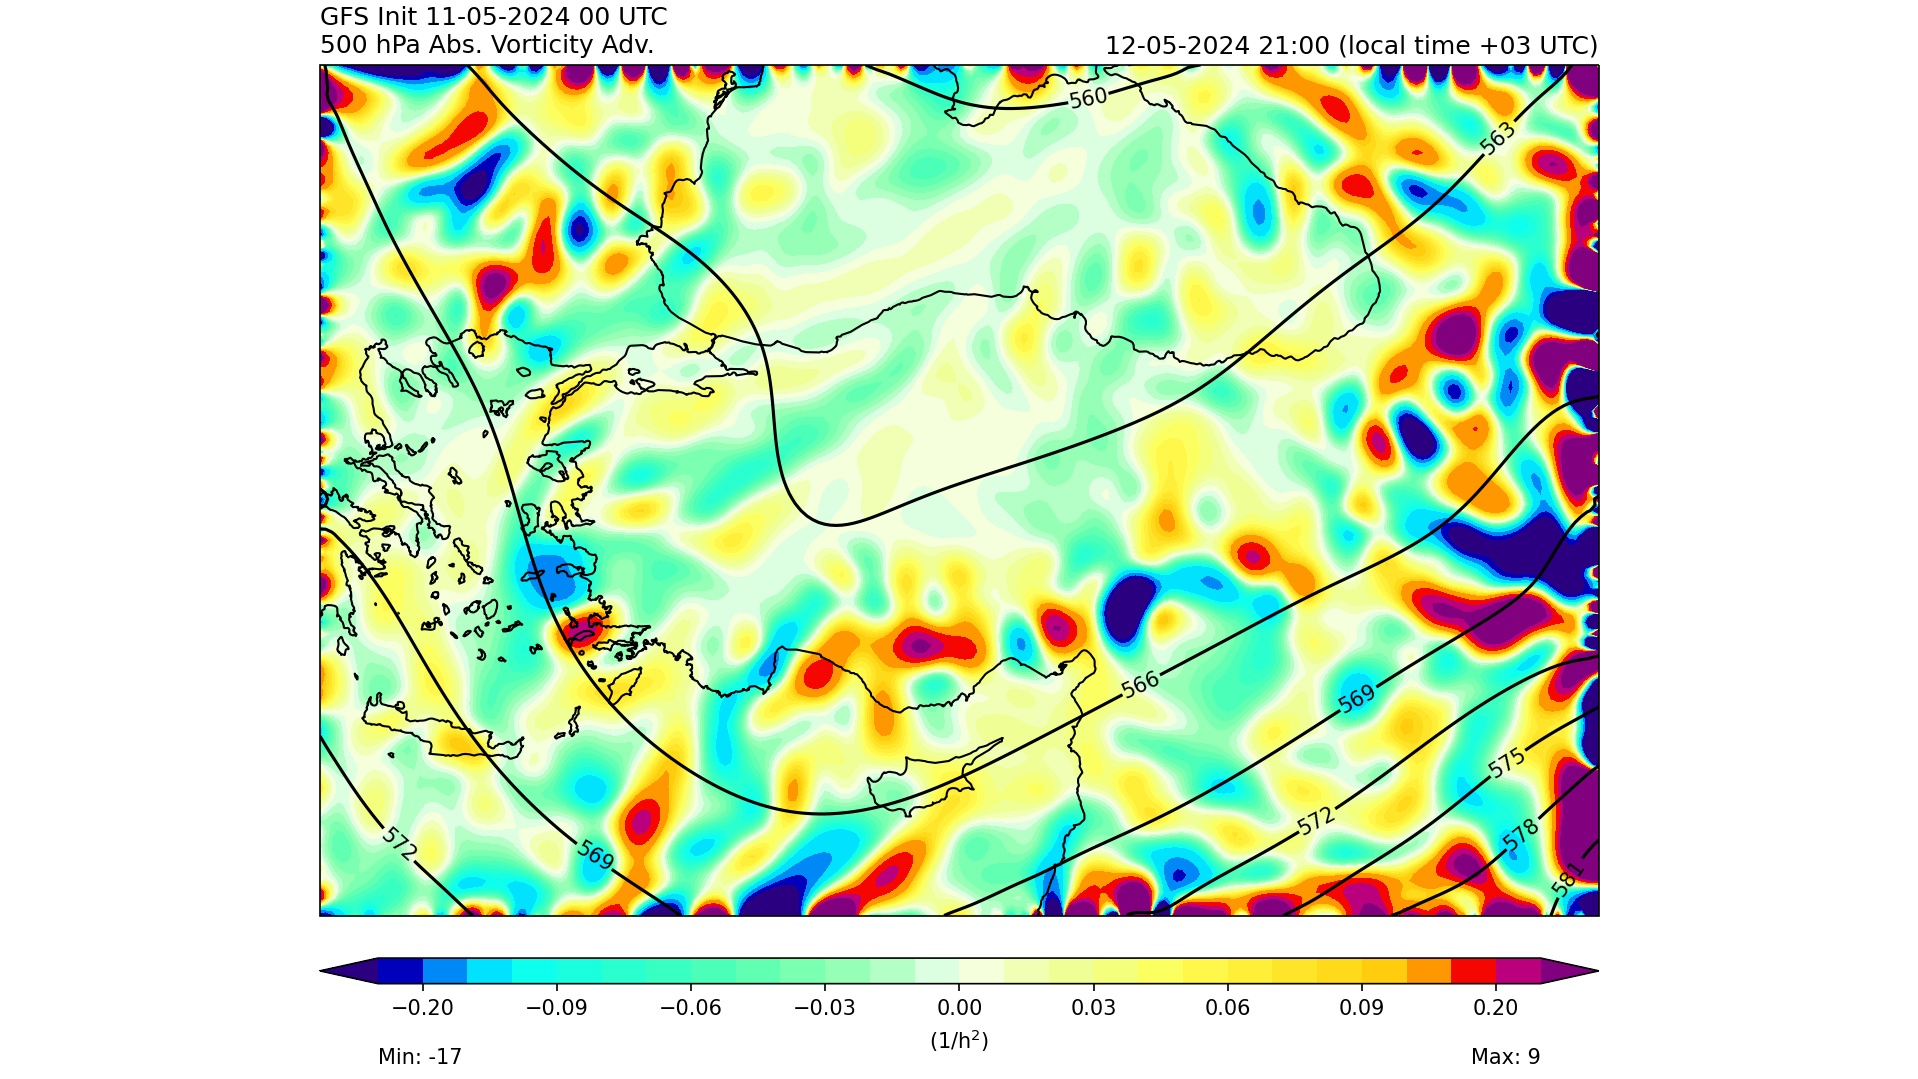 GFS Init 11-05-2024 00 UTC
500 hPa Abs. Vorticity Adv.
12-05-2024 21:00 (local time +03 UTC)
560
563
566
569
572
575
572
569
578
581
−0.20 −0.09 −0.06 −0.03 0.00 0.03 0.06 0.09 0.20
(1/h²)
Min: -17
Max: 9